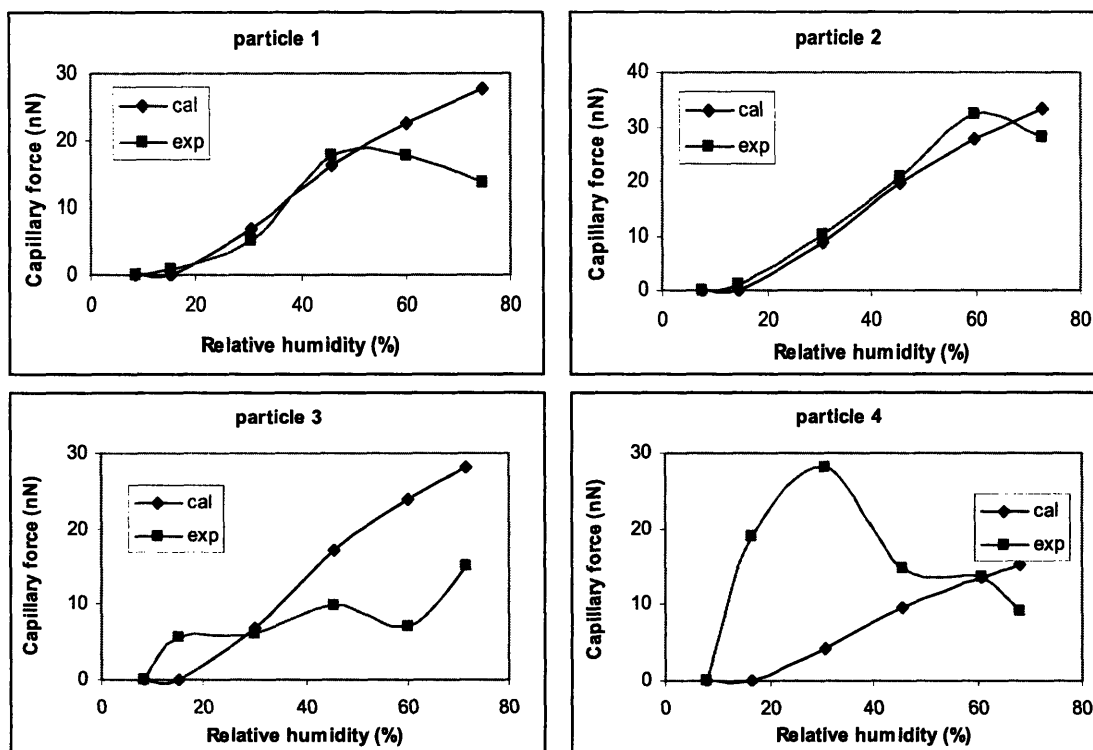 particle 1
30
20
10
0
Capillary force (nN)
cal
exp
0 20 40 60 80
Relative humidity (%)
particle 2
40
30
20
10
0
Capillary force (nN)
cal
exp
0 20 40 60 80
Relative humidity (%)
particle 3
30
20
10
0
Capillary force (nN)
cal
exp
0 20 40 60 80
Relative humidity (%)
particle 4
30
20
10
0
Capillary force (nN)
cal
exp
0 20 40 60 80
Relative humidity (%)